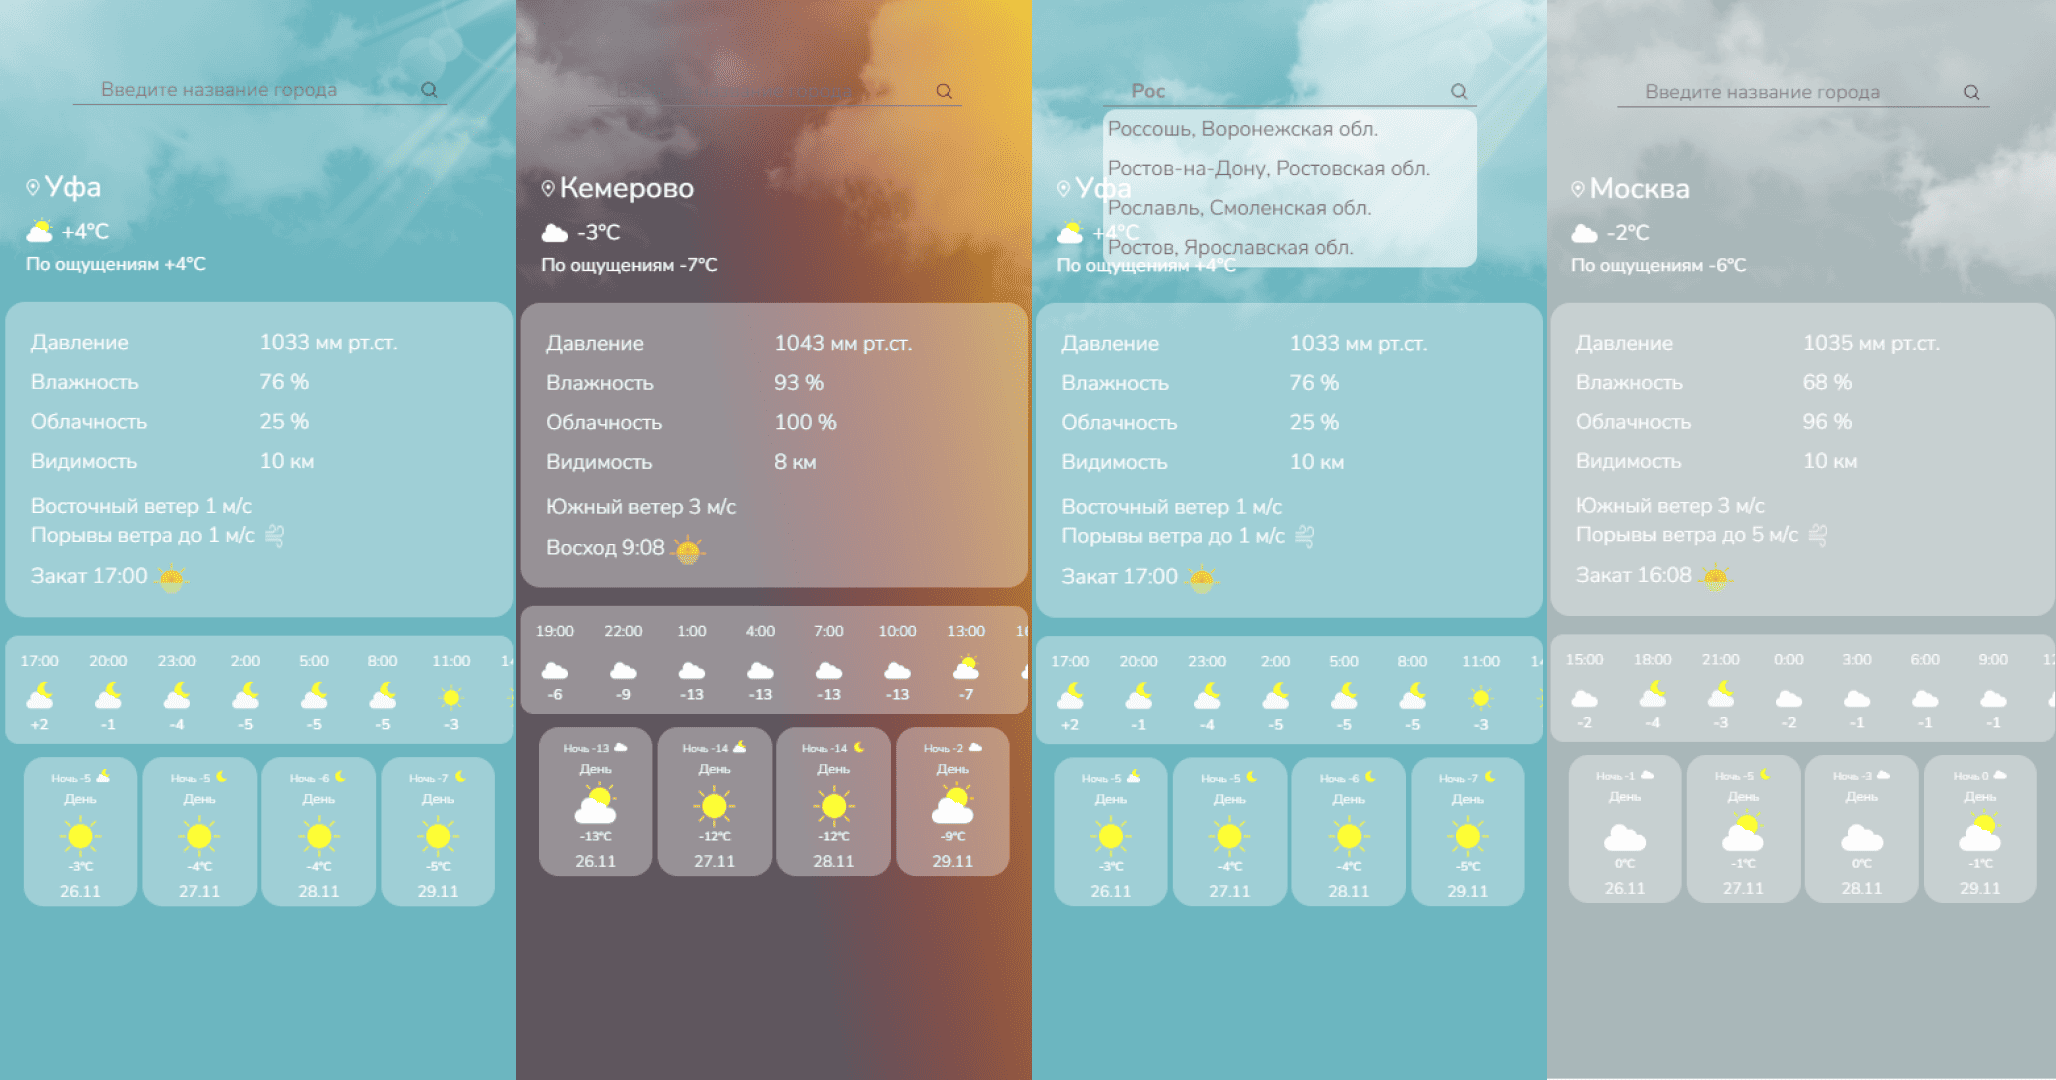 Введите название города
Уфа
+4°C
По ощущениям +4°C
Давление 1033 мм рт.ст.
Влажность 76 %
Облачность 25 %
Видимость 10 км
Восточный ветер 1 м/с
Порывы ветра до 1 м/с
Закат 17:00
17:00 20:00 23:00 2:00 5:00 8:00 11:00
+2 -1 -4 -5 -5 -5 -3
Ночь -5 Ночь -5 Ночь -6 Ночь -7
День День День День
-3°C -4°C -4°C -5°C
26.11 27.11 28.11 29.11
Введите название города
Кемерово
-3°C
По ощущениям -7°C
Давление 1043 мм рт.ст.
Влажность 93 %
Облачность 100 %
Видимость 8 км
Южный ветер 3 м/с
Восход 9:08
19:00 22:00 1:00 4:00 7:00 10:00 13:00
-6 -9 -13 -13 -13 -13 -7
Ночь -13 Ночь -14 Ночь -14 Ночь -2
День День День День
-13°C -12°C -12°C -9°C
26.11 27.11 28.11 29.11
Рос
Россошь, Воронежская обл.
Ростов-на-Дону, Ростовская обл.
Уфа
Рославль, Смоленская обл.
+4°C
Ростов, Ярославская обл.
По ощущениям +4°C
Давление 1033 мм рт.ст.
Влажность 76 %
Облачность 25 %
Видимость 10 км
Восточный ветер 1 м/с
Порывы ветра до 1 м/с
Закат 17:00
17:00 20:00 23:00 2:00 5:00 8:00 11:00
+2 -1 -4 -5 -5 -5 -3
Ночь -5 Ночь -5 Ночь -6 Ночь -7
День День День День
-3°C -4°C -4°C -5°C
26.11 27.11 28.11 29.11
Введите название города
Москва
-2°C
По ощущениям -6°C
Давление 1035 мм рт.ст.
Влажность 68 %
Облачность 96 %
Видимость 10 км
Южный ветер 3 м/с
Порывы ветра до 5 м/с
Закат 16:08
15:00 18:00 21:00 0:00 3:00 6:00 9:00
-2 -4 -3 -2 -1 -1 -1
Ночь -1 Ночь -5 Ночь -3 Ночь 0
День День День День
0°C -1°C 0°C -1°C
26.11 27.11 28.11 29.11